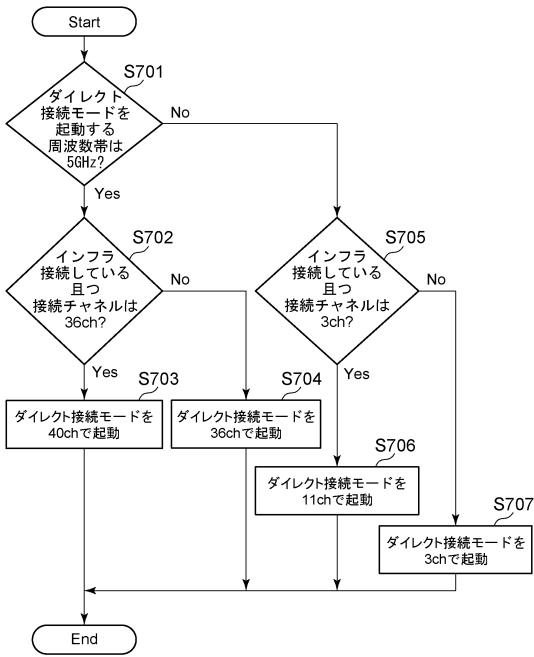 Start
S701
ダイレクト
接続モードを
起動する
周波数帯は
5GHz?
No
Yes
S702
インフラ
接続している
且つ
接続チャネルは
36ch?
No
Yes
S705
インフラ
接続している
且つ
接続チャネルは
3ch?
No
Yes
S703
ダイレクト接続モードを
40chで起動
S704
ダイレクト接続モードを
36chで起動
S706
ダイレクト接続モードを
11chで起動
S707
ダイレクト接続モードを
3chで起動
End